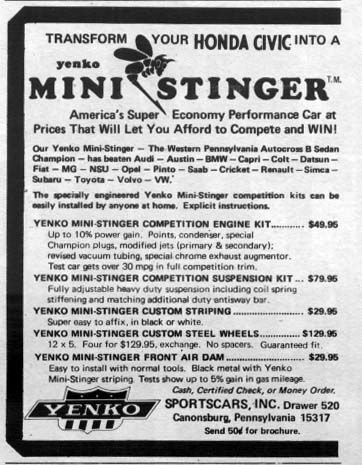 TRANSFORM YOUR HONDA CIVIC INTO A
yenko
MINI STINGER T.M.
America's Super Economy Performance Car at
Prices That Will Let You Afford to Compete and WIN!
Our Yenko Mini-Stinger — The Western Pennsylvania Autocross B Sedan
Champion — has beaten Audi — Austin — BMW — Capri — Colt — Datsun —
Fiat — MG — NSU — Opel — Pinto — Saab — Cricket — Renault — Simca —
Subaru — Toyota — Volvo — VW.
The specially engineered Yenko Mini-Stinger competition kits can be
easily installed by anyone at home. Explicit instructions.
YENKO MINI-STINGER COMPETITION ENGINE KIT............ $49.95
Up to 10% power gain. Points, condenser, special
Champion plugs, modified jets (primary & secondary);
revised vacuum tubing, special chrome exhaust augmentor.
Test car gets over 30 mpg in full competition trim.
YENKO MINI-STINGER COMPETITION SUSPENSION KIT ... $79.95
Fully adjustable heavy duty suspension including coil spring
stiffening and matching additional duty antisway bar.
YENKO MINI-STINGER CUSTOM STRIPING ..................... $29.95
Super easy to affix, in black or white.
YENKO MINI-STINGER CUSTOM STEEL WHEELS............... $129.95
12 x 5. Four for $129.95, exchange. No spacers. Guaranteed fit.
YENKO MINI-STINGER FRONT AIR DAM ....................... $29.95
Easy to install with normal tools. Black metal with Yenko
Mini-Stinger striping. Tests show up to 5% gain in gas mileage.
Cash, Certified Check, or Money Order.
YENKO SPORTSCARS, INC. Drawer 520
Canonsburg, Pennsylvania 15317
Send 50¢ for brochure.